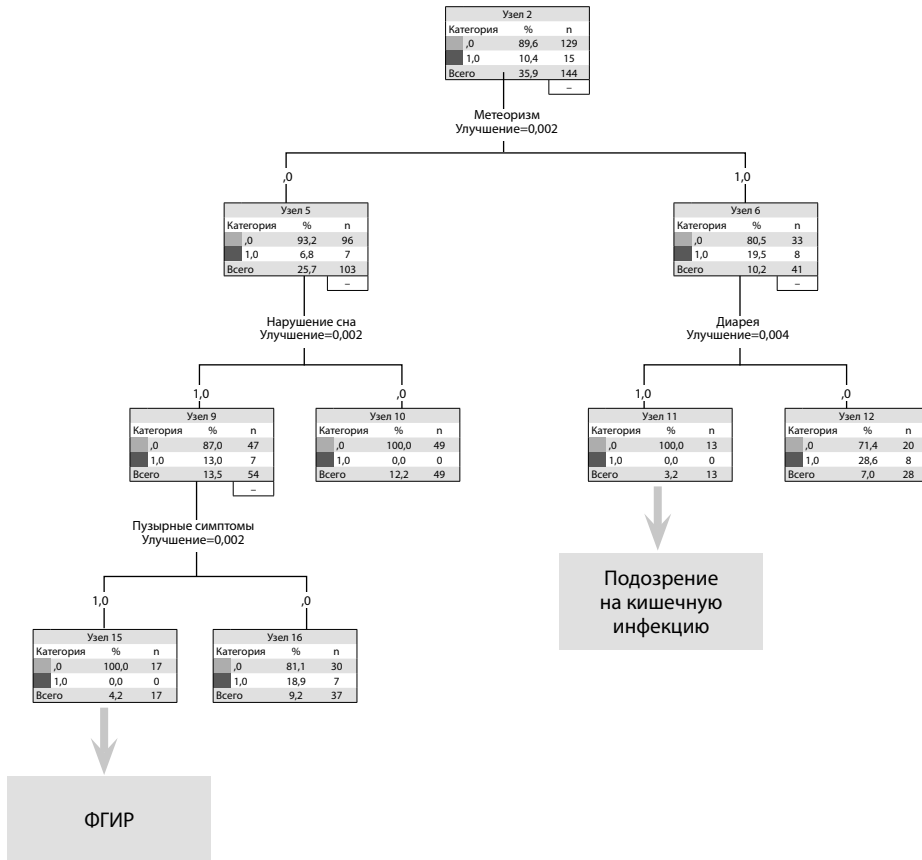 Узел 2
Категория % n
,0 89,6 129
1,0 10,4 15
Всего 35,9 144
–
Метеоризм
Улучшение=0,002
,0
1,0
Узел 5
Категория % n
,0 93,2 96
1,0 6,8 7
Всего 25,7 103
–
Узел 6
Категория % n
,0 80,5 33
1,0 19,5 8
Всего 10,2 41
–
Нарушение сна
Улучшение=0,002
Диарея
Улучшение=0,004
1,0
,0
1,0
,0
Узел 9
Категория % n
,0 87,0 47
1,0 13,0 7
Всего 13,5 54
–
Узел 10
Категория % n
,0 100,0 49
1,0 0,0 0
Всего 12,2 49
Узел 11
Категория % n
,0 100,0 13
1,0 0,0 0
Всего 3,2 13
Узел 12
Категория % n
,0 71,4 20
1,0 28,6 8
Всего 7,0 28
Пузырные симптомы
Улучшение=0,002
Подозрение
на кишечную
инфекцию
1,0
,0
Узел 15
Категория % n
,0 100,0 17
1,0 0,0 0
Всего 4,2 17
Узел 16
Категория % n
,0 81,1 30
1,0 18,9 7
Всего 9,2 37
ФГИР